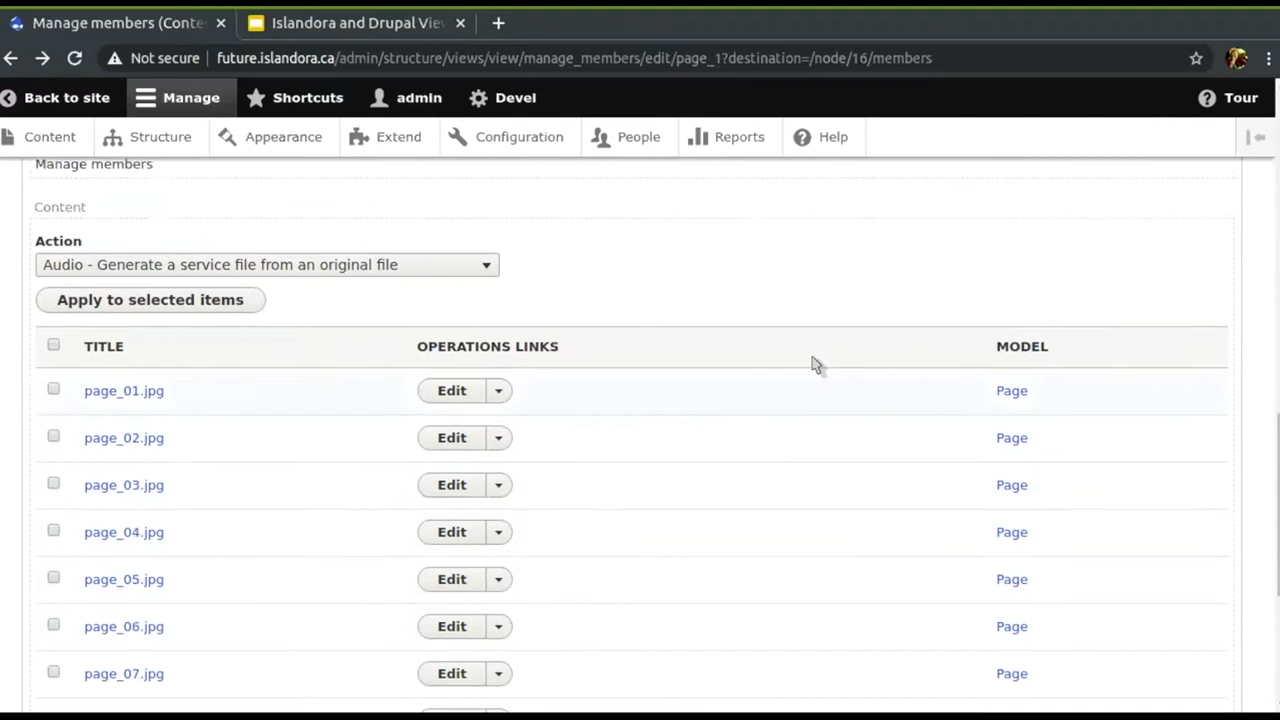 Manage members (Conte
Islandora and Drupal Vie
Not secure future.islandora.ca/admin/structure/views/view/manage_members/edit/page_1?destination=/node/16/members
Back to site Manage Shortcuts admin Devel Tour
Content Structure Appearance Extend Configuration People Reports Help
Manage members
Content
Action
Audio - Generate a service file from an original file
Apply to selected items
TITLE OPERATIONS LINKS MODEL
page_01.jpg Edit Page
page_02.jpg Edit Page
page_03.jpg Edit Page
page_04.jpg Edit Page
page_05.jpg Edit Page
page_06.jpg Edit Page
page_07.jpg Edit Page